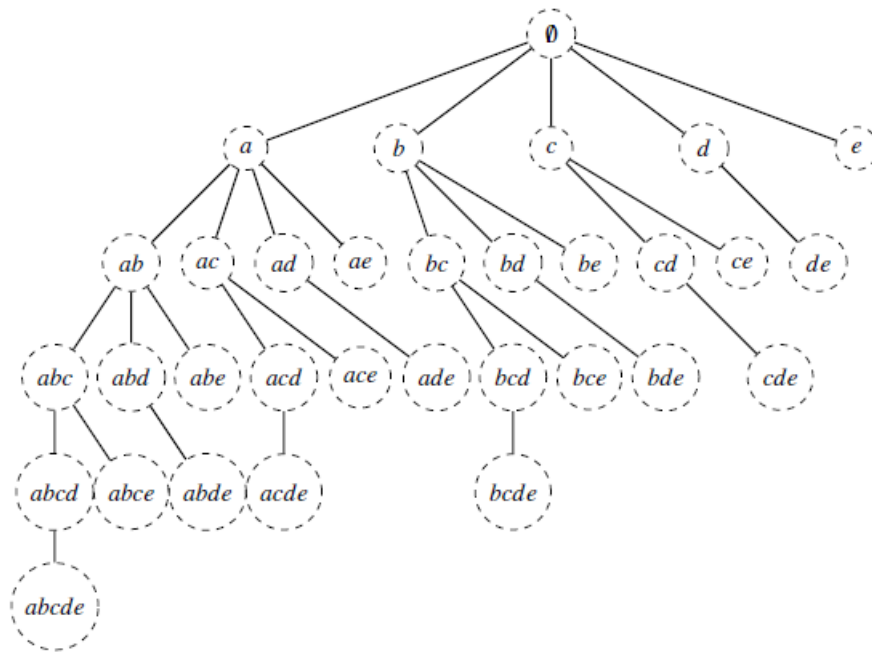 ∅
a b c d e
ab ac ad ae bc bd be cd ce de
abc abd abe acd ace ade bcd bce bde cde
abcd abce abde acde bcde
abcde